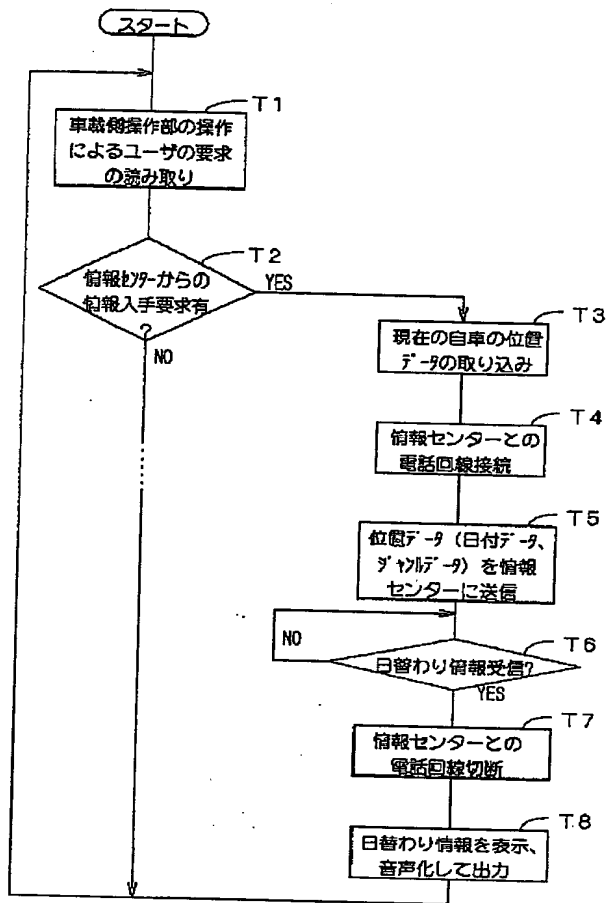 スタート
T1
車載側操作部の操作
によるユーザの要求
の読み取り
T2
情報センターからの
情報入手要求有
?
YES
NO
T3
現在の自車の位置
データの取り込み
T4
情報センターとの
電話回線接続
T5
位置データ(日付データ、
ジャンルデータ)を情報
センターに送信
T6
日替わり情報受信?
NO
YES
T7
情報センターとの
電話回線切断
T8
日替わり情報を表示、
音声化して出力